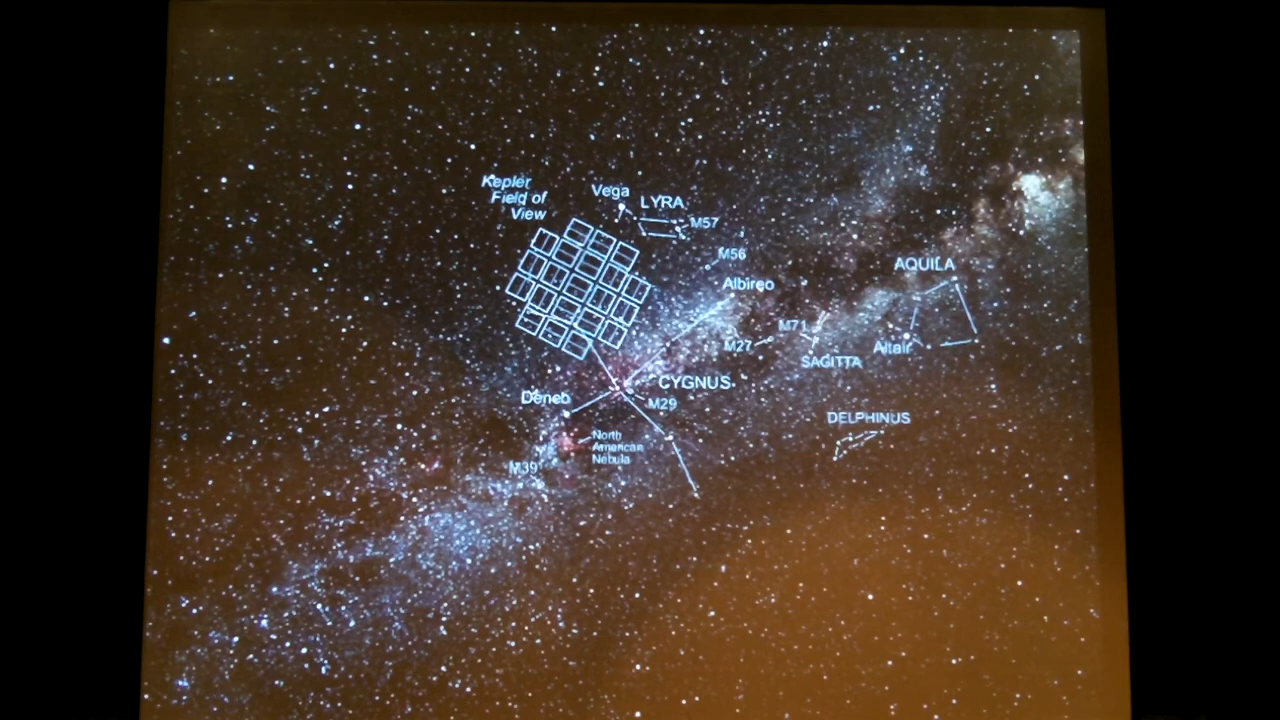 Kepler
Field of
View
Vega
LYRA
M57
M56
Albireo
AQUILA
M71
M27
Altair
SAGITTA
CYGNUS
Deneb
M29
DELPHINUS
North
American
Nebula
M39